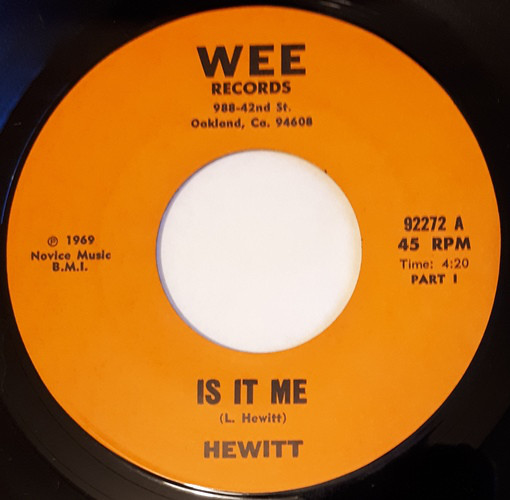 WEE
RECORDS
988-42nd St.
Oakland, Ca. 94608
℗ 1969
Novice Music
B.M.I.
92272 A
45 RPM
Time: 4:20
PART I
IS IT ME
(L. Hewitt)
HEWITT